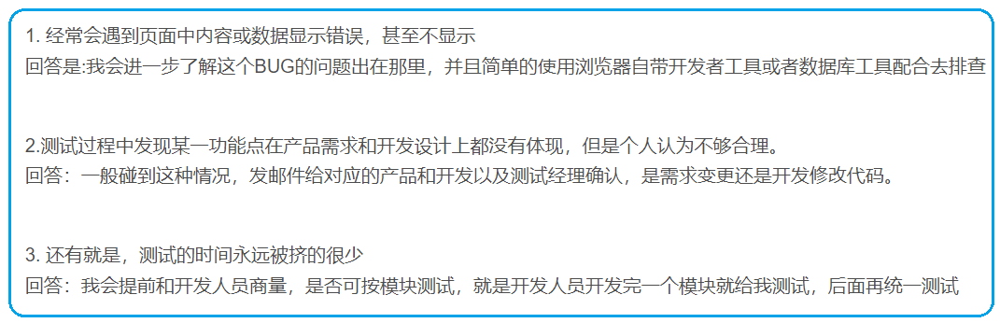 1. 经常会遇到页面中内容或数据显示错误，甚至不显示
回答是:我会进一步了解这个BUG的问题出在那里，并且简单的使用浏览器自带开发者工具或者数据库工具配合去排查
2.测试过程中发现某一功能点在产品需求和开发设计上都没有体现，但是个人认为不够合理。
回答：一般碰到这种情况，发邮件给对应的产品和开发以及测试经理确认，是需求变更还是开发修改代码。
3. 还有就是，测试的时间永远被挤的很少
回答：我会提前和开发人员商量，是否可按模块测试，就是开发人员开发完一个模块就给我测试，后面再统一测试